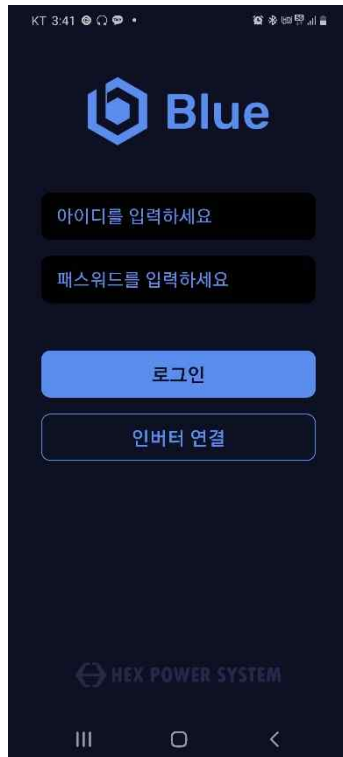 KT 3:41
Blue
아이디를 입력하세요
패스워드를 입력하세요
로그인
인버터 연결
HEX POWER SYSTEM